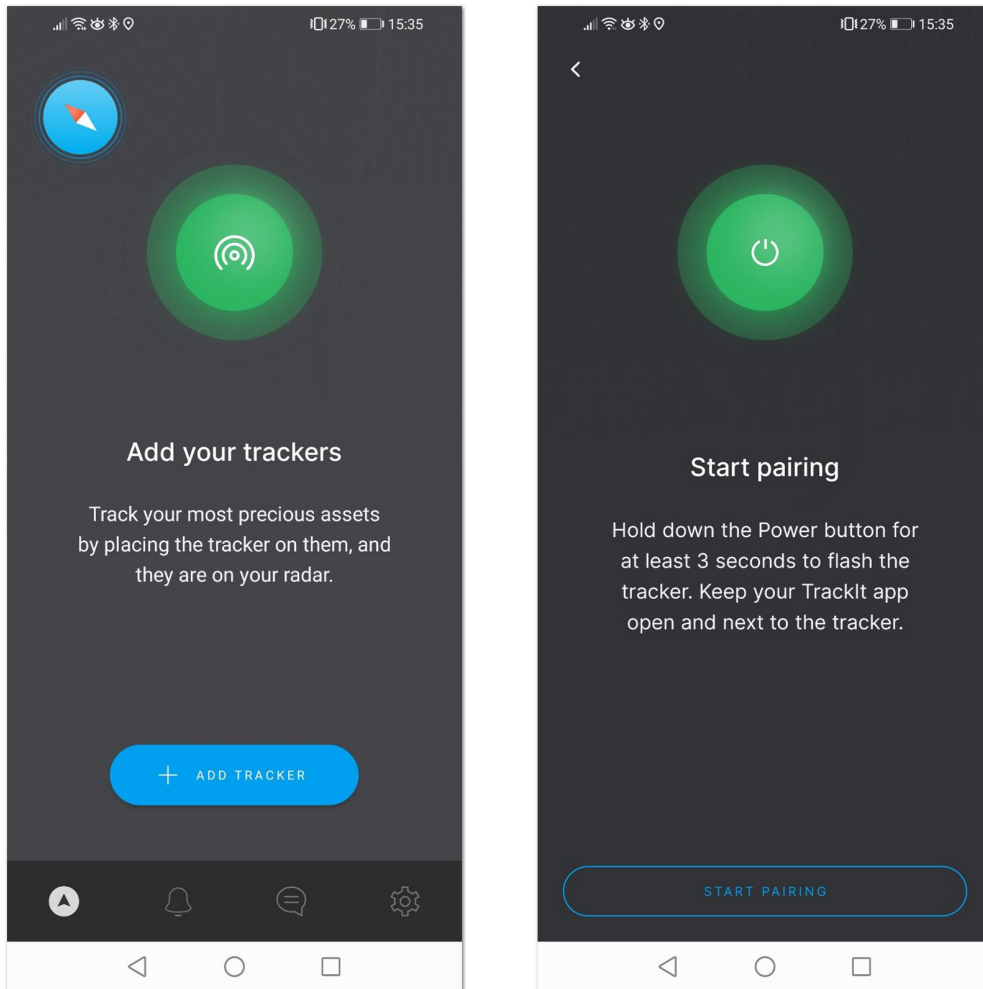 27% 15:35
Add your trackers
Track your most precious assets
by placing the tracker on them, and
they are on your radar.
ADD TRACKER
27% 15:35
Start pairing
Hold down the Power button for
at least 3 seconds to flash the
tracker. Keep your TrackIt app
open and next to the tracker.
START PAIRING